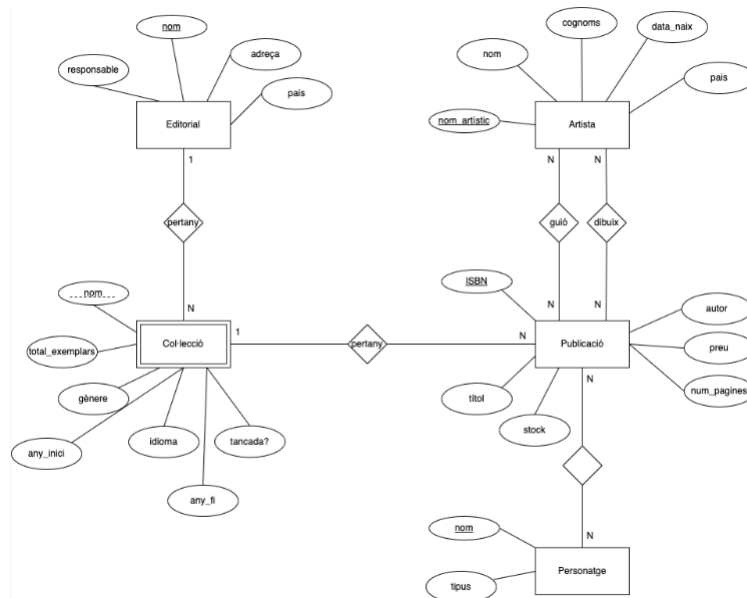 nom
cognoms
data_naix
responsable
adreça
nom
pais
pais
Editorial
nom_artístic
Artista
1
N
N
pertany
guió
dibuix
nom
ISBN
N
N
N
autor
1
total_exemplars
Col·lecció
pertany
N
Publicació
preu
gènere
títol
N
num_pagines
any_inici
idioma
tancada?
stock
any_fi
nom
N
Personatge
tipus